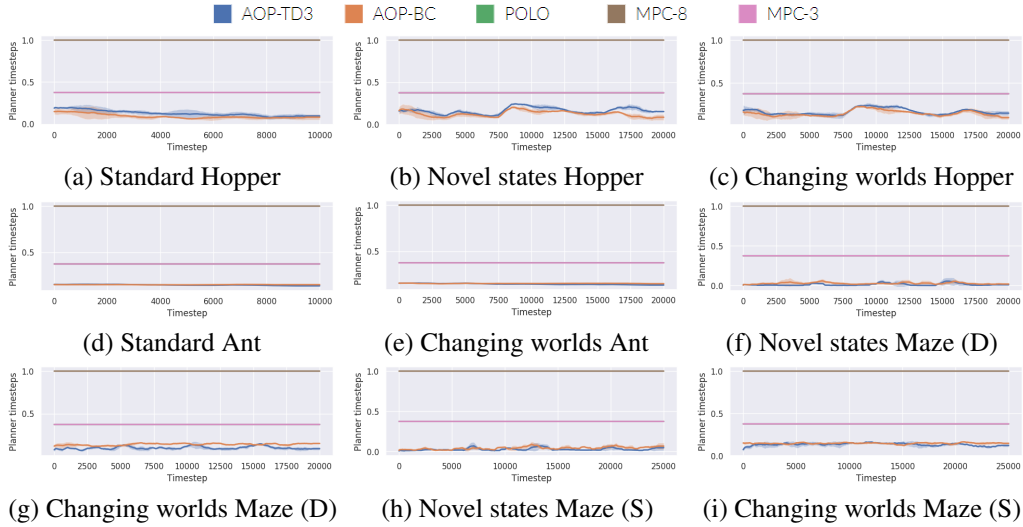 AOP-TD3 AOP-BC POLO MPC-8 MPC-3
1.0 1.0 1.0
Planner timesteps Planner timesteps Planner timesteps
0.5 0.5 0.5
0.0 0.0 0.0
0 2000 4000 6000 8000 10000 0 2500 5000 7500 10000 12500 15000 17500 20000 0 2500 5000 7500 10000 12500 15000 17500 20000
Timestep Timestep Timestep
(a) Standard Hopper (b) Novel states Hopper (c) Changing worlds Hopper
1.0 1.0 1.0
Planner timesteps Planner timesteps Planner timesteps
0.5 0.5 0.5
0.0
0 2000 4000 6000 8000 10000 0 2500 5000 7500 10000 12500 15000 17500 20000 0 2500 5000 7500 10000 12500 15000 17500 20000
Timestep Timestep Timestep
(d) Standard Ant (e) Changing worlds Ant (f) Novel states Maze (D)
1.0 1.0 1.0
Planner timesteps Planner timesteps Planner timesteps
0.5 0.5 0.5
0.0 0.0
0 2500 5000 7500 10000 12500 15000 17500 20000 0 5000 10000 15000 20000 25000 0 5000 10000 15000 20000 25000
Timestep Timestep Timestep
(g) Changing worlds Maze (D) (h) Novel states Maze (S) (i) Changing worlds Maze (S)